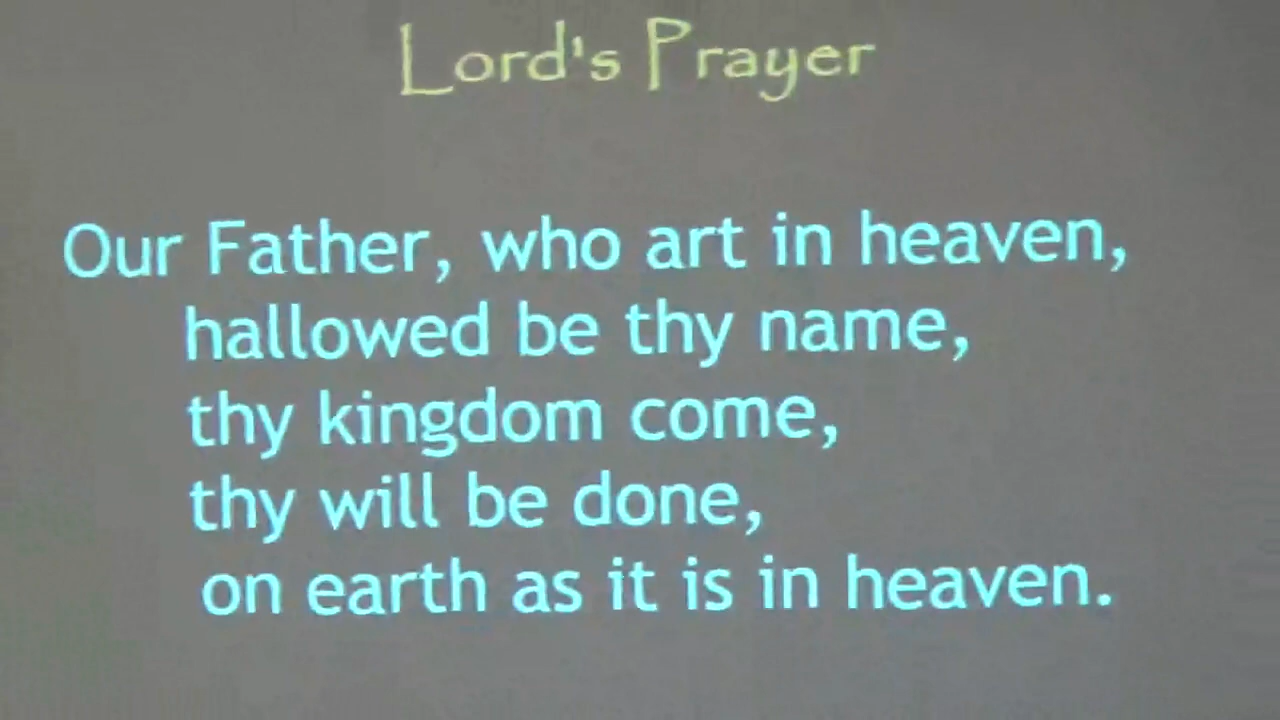 Lord's Prayer
Our Father, who art in heaven,
hallowed be thy name,
thy kingdom come,
thy will be done,
on earth as it is in heaven.